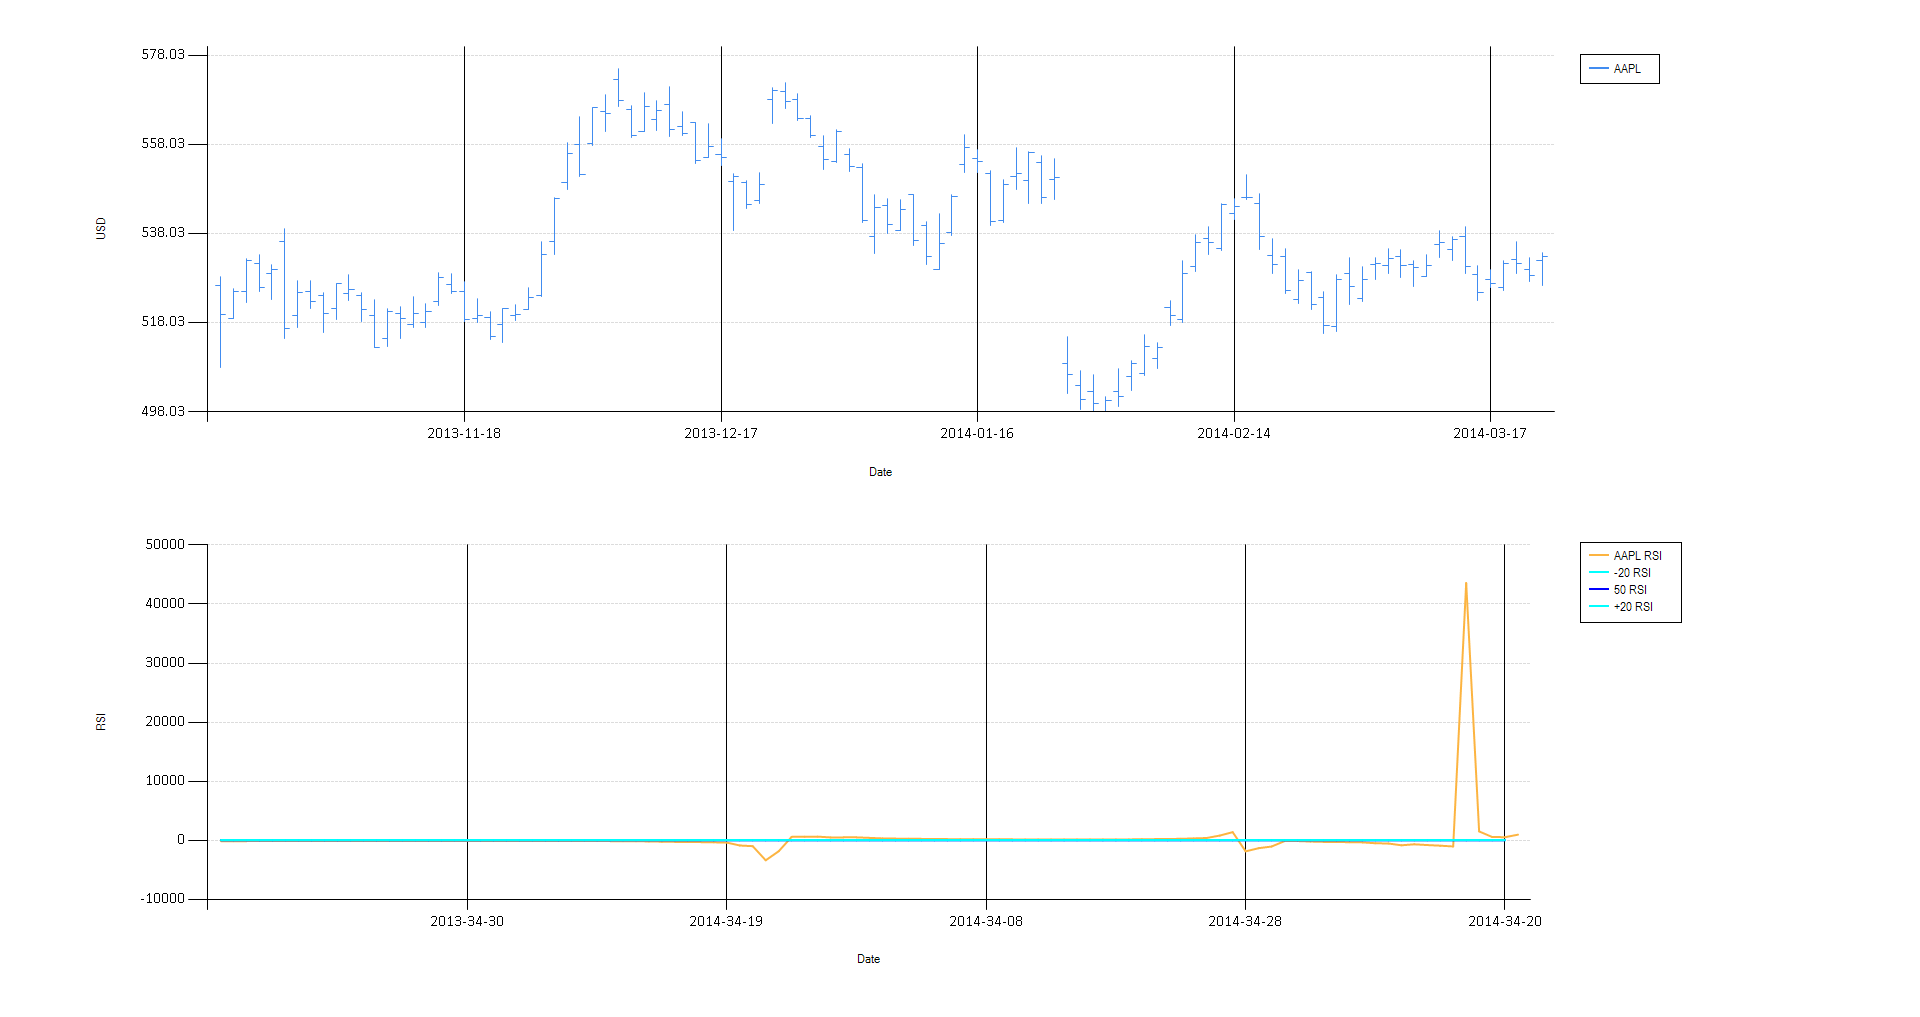 578.03
558.03
538.03
518.03
498.03
USD
2013-11-18
2013-12-17
2014-01-16
2014-02-14
2014-03-17
Date
AAPL
50000
40000
30000
20000
10000
0
-10000
RSI
2013-34-30
2014-34-19
2014-34-08
2014-34-28
2014-34-20
Date
AAPL RSI
-20 RSI
50 RSI
+20 RSI